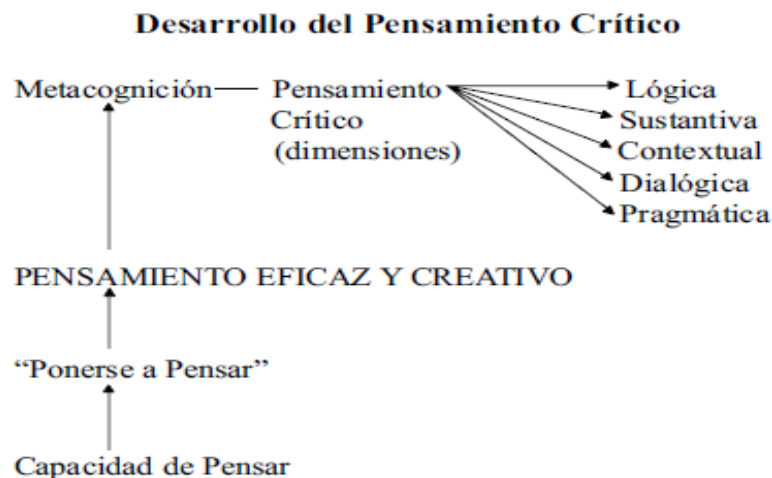 Desarrollo del Pensamiento Crítico
Metacognición
Pensamiento
Crítico
(dimensiones)
Lógica
Sustantiva
Contextual
Dialógica
Pragmática
PENSAMIENTO EFICAZ Y CREATIVO
“Ponerse a Pensar”
Capacidad de Pensar